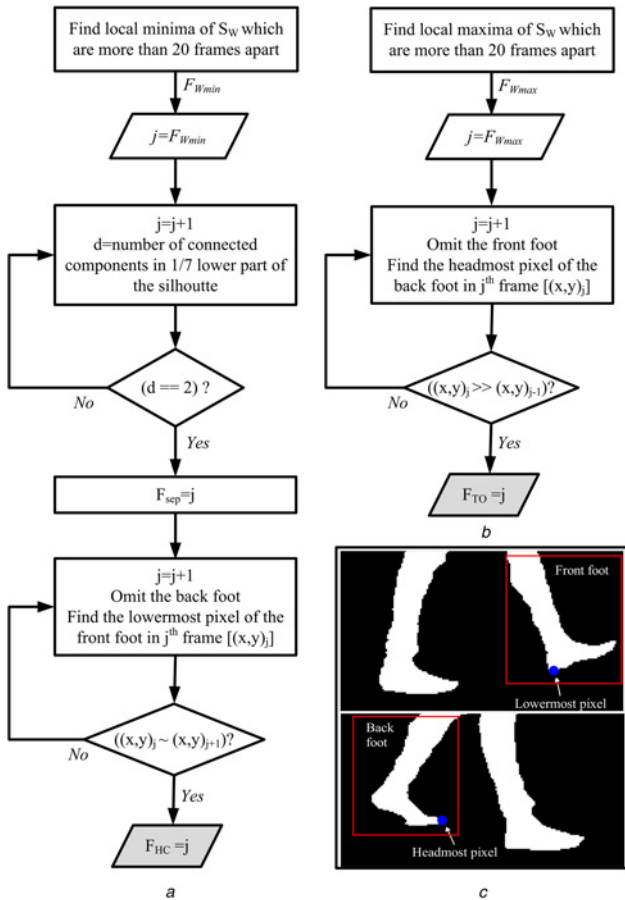 Find local minima of S_W which
are more than 20 frames apart
F_Wmin
j=F_Wmin
j=j+1
d=number of connected
components in 1/7 lower part of
the silhoutte
(d == 2) ?
No
Yes
F_sep=j
j=j+1
Omit the back foot
Find the lowermost pixel of the
front foot in j^th frame [(x,y)_j]
((x,y)_j ~ (x,y)_j+1)?
No
Yes
F_HC =j
a
Find local maxima of S_W which
are more than 20 frames apart
F_Wmax
j=F_Wmax
j=j+1
Omit the front foot
Find the headmost pixel of the
back foot in j^th frame [(x,y)_j]
((x,y)_j >> (x,y)_j-1)?
No
Yes
F_TO =j
b
Front foot
Lowermost pixel
Back
foot
Headmost pixel
c